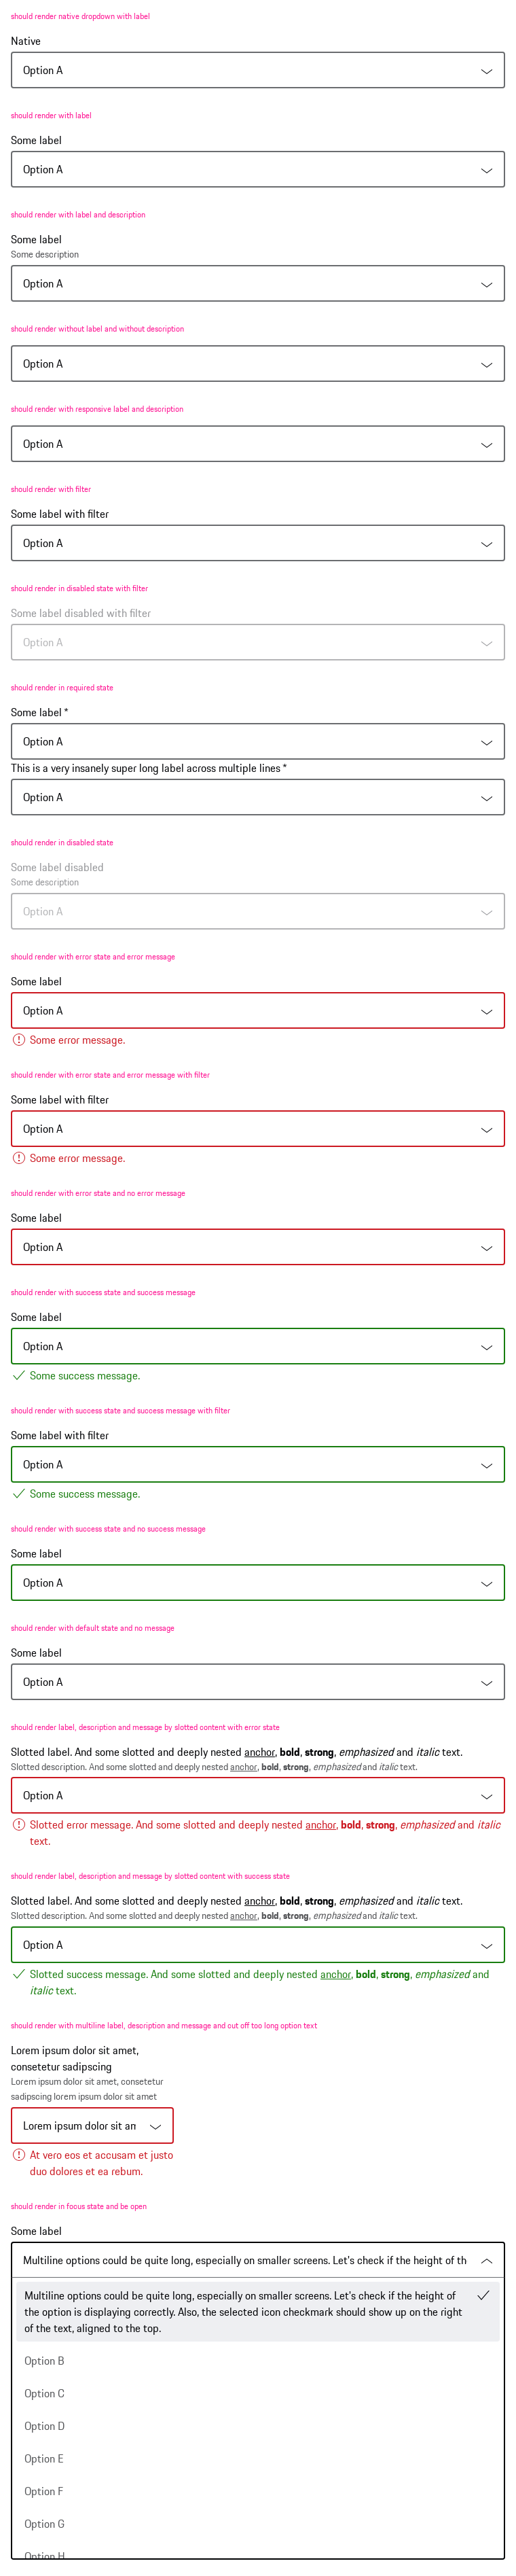 should render native dropdown with label
Native
Option A
should render with label
Some label
Option A
should render with label and description
Some label
Some description
Option A
should render without label and without description
Option A
should render with responsive label and description
Option A
should render with filter
Some label with filter
Option A
should render in disabled state with filter
Some label disabled with filter
Option A
should render in required state
Some label *
Option A
This is a very insanely super long label across multiple lines *
Option A
should render in disabled state
Some label disabled
Some description
Option A
should render with error state and error message
Some label
Option A
Some error message.
should render with error state and error message with filter
Some label with filter
Option A
Some error message.
should render with error state and no error message
Some label
Option A
should render with success state and success message
Some label
Option A
Some success message.
should render with success state and success message with filter
Some label with filter
Option A
Some success message.
should render with success state and no success message
Some label
Option A
should render with default state and no message
Some label
Option A
should render label, description and message by slotted content with error state
Slotted label. And some slotted and deeply nested anchor, bold, strong, emphasized and italic text.
Slotted description. And some slotted and deeply nested anchor, bold, strong, emphasized and italic text.
Option A
Slotted error message. And some slotted and deeply nested anchor, bold, strong, emphasized and italic
text.
should render label, description and message by slotted content with success state
Slotted label. And some slotted and deeply nested anchor, bold, strong, emphasized and italic text.
Slotted description. And some slotted and deeply nested anchor, bold, strong, emphasized and italic text.
Option A
Slotted success message. And some slotted and deeply nested anchor, bold, strong, emphasized and
italic text.
should render with multiline label, description and message and cut off too long option text
Lorem ipsum dolor sit amet,
consetetur sadipscing
Lorem ipsum dolor sit amet, consetetur
sadipscing lorem ipsum dolor sit amet
Lorem ipsum dolor sit am
At vero eos et accusam et justo
duo dolores et ea rebum.
should render in focus state and be open
Some label
Multiline options could be quite long, especially on smaller screens. Let's check if the height of th
Multiline options could be quite long, especially on smaller screens. Let's check if the height of
the option is displaying correctly. Also, the selected icon checkmark should show up on the right
of the text, aligned to the top.
Option B
Option C
Option D
Option E
Option F
Option G
Option H